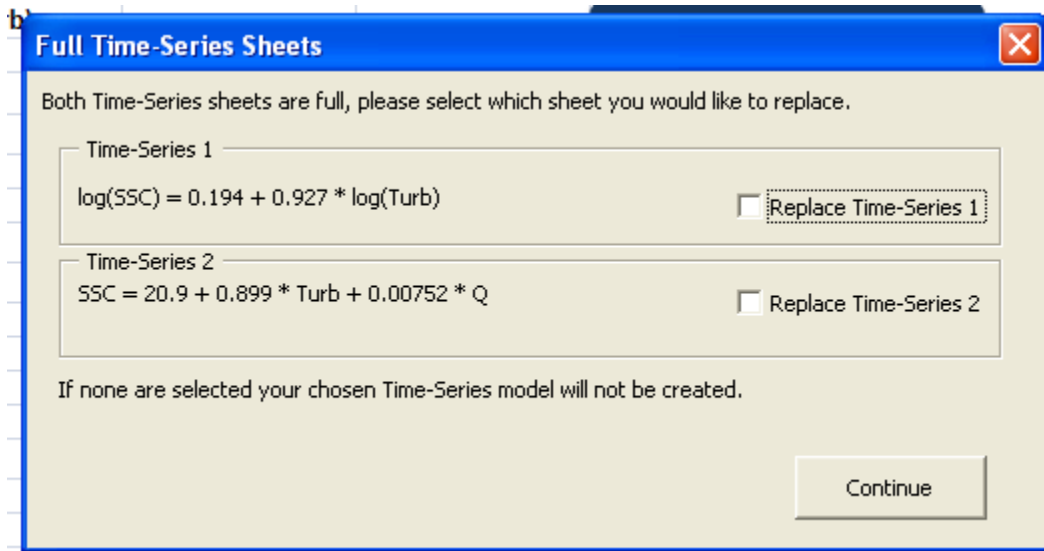 b)
Full Time-Series Sheets
Both Time-Series sheets are full, please select which sheet you would like to replace.
Time-Series 1
log(SSC) = 0.194 + 0.927 * log(Turb)
Replace Time-Series 1
Time-Series 2
SSC = 20.9 + 0.899 * Turb + 0.00752 * Q
Replace Time-Series 2
If none are selected your chosen Time-Series model will not be created.
Continue